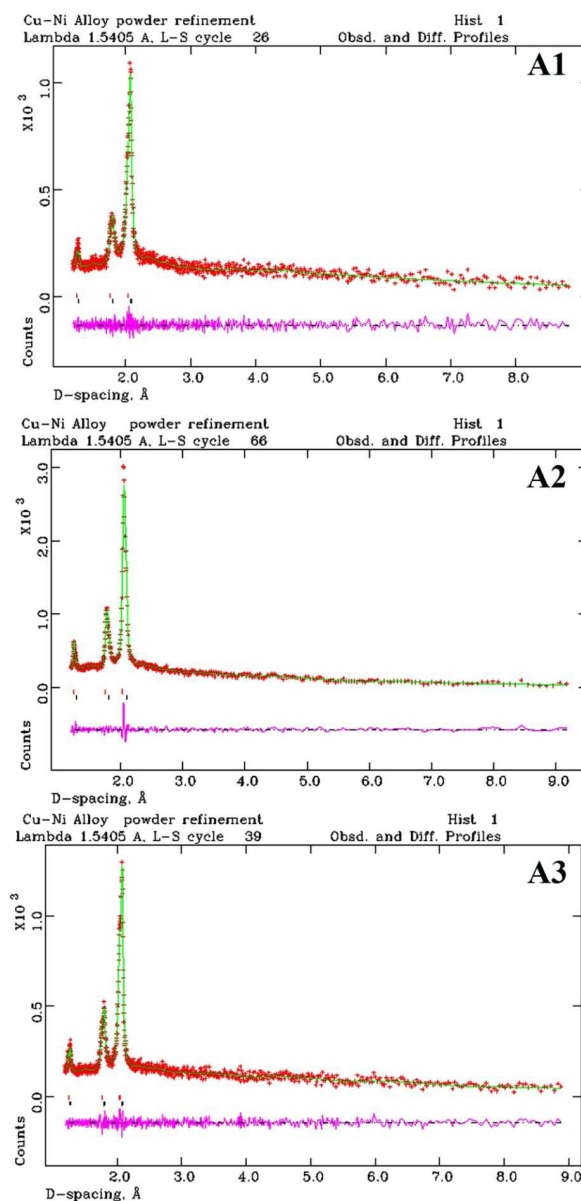 Cu-Ni Alloy powder refinement Hist 1
Lambda 1.5405 A, L-S cycle 26 Obsd. and Diff. Profiles
A1
X10 3
1.0
0.5
0.0
Counts
2.0 3.0 4.0 5.0 6.0 7.0 8.0
D-spacing, Å
Cu-Ni Alloy powder refinement Hist 1
Lambda 1.5405 A, L-S cycle 66 Obsd. and Diff. Profiles
A2
X10 3
3.0
2.0
1.0
0.0
Counts
2.0 3.0 4.0 5.0 6.0 7.0 8.0 9.0
D-spacing, Å
Cu-Ni Alloy powder refinement Hist 1
Lambda 1.5405 A, L-S cycle 39 Obsd. and Diff. Profiles
A3
X10 3
1.0
0.5
0.0
Counts
2.0 3.0 4.0 5.0 6.0 7.0 8.0 9.0
D-spacing, Å